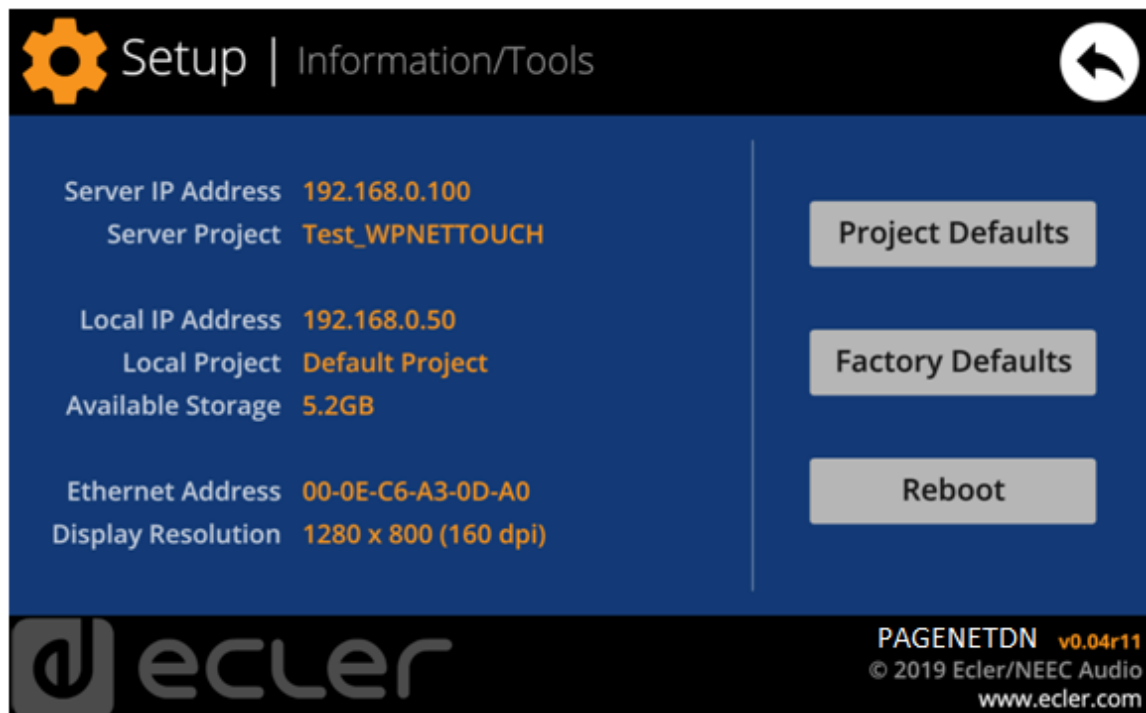 Setup | Information/Tools
Server IP Address 192.168.0.100
Server Project Test_WPNETTOUCH
Local IP Address 192.168.0.50
Local Project Default Project
Available Storage 5.2GB
Ethernet Address 00-0E-C6-A3-0D-A0
Display Resolution 1280 x 800 (160 dpi)
Project Defaults
Factory Defaults
Reboot
ecler
PAGENETDN v0.04r11
© 2019 Ecler/NEEC Audio
www.ecler.com